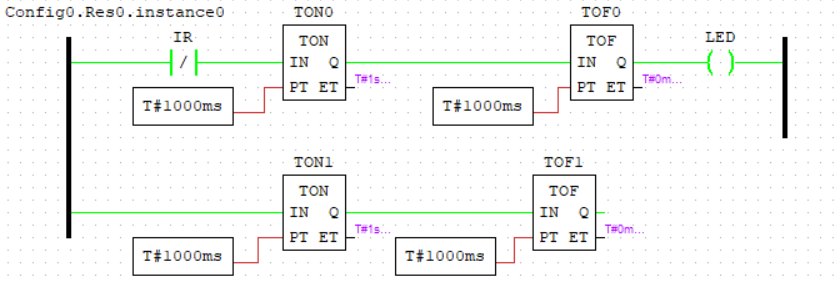 Config0.Res0.instance0
TON0 TOF0
IR LED
TON TOF
/
IN Q IN Q
PT ET T#1s... PT ET T#0m...
T#1000ms T#1000ms
TON1 TOF1
TON TOF
IN Q IN Q
PT ET T#1s... PT ET T#0m...
T#1000ms T#1000ms